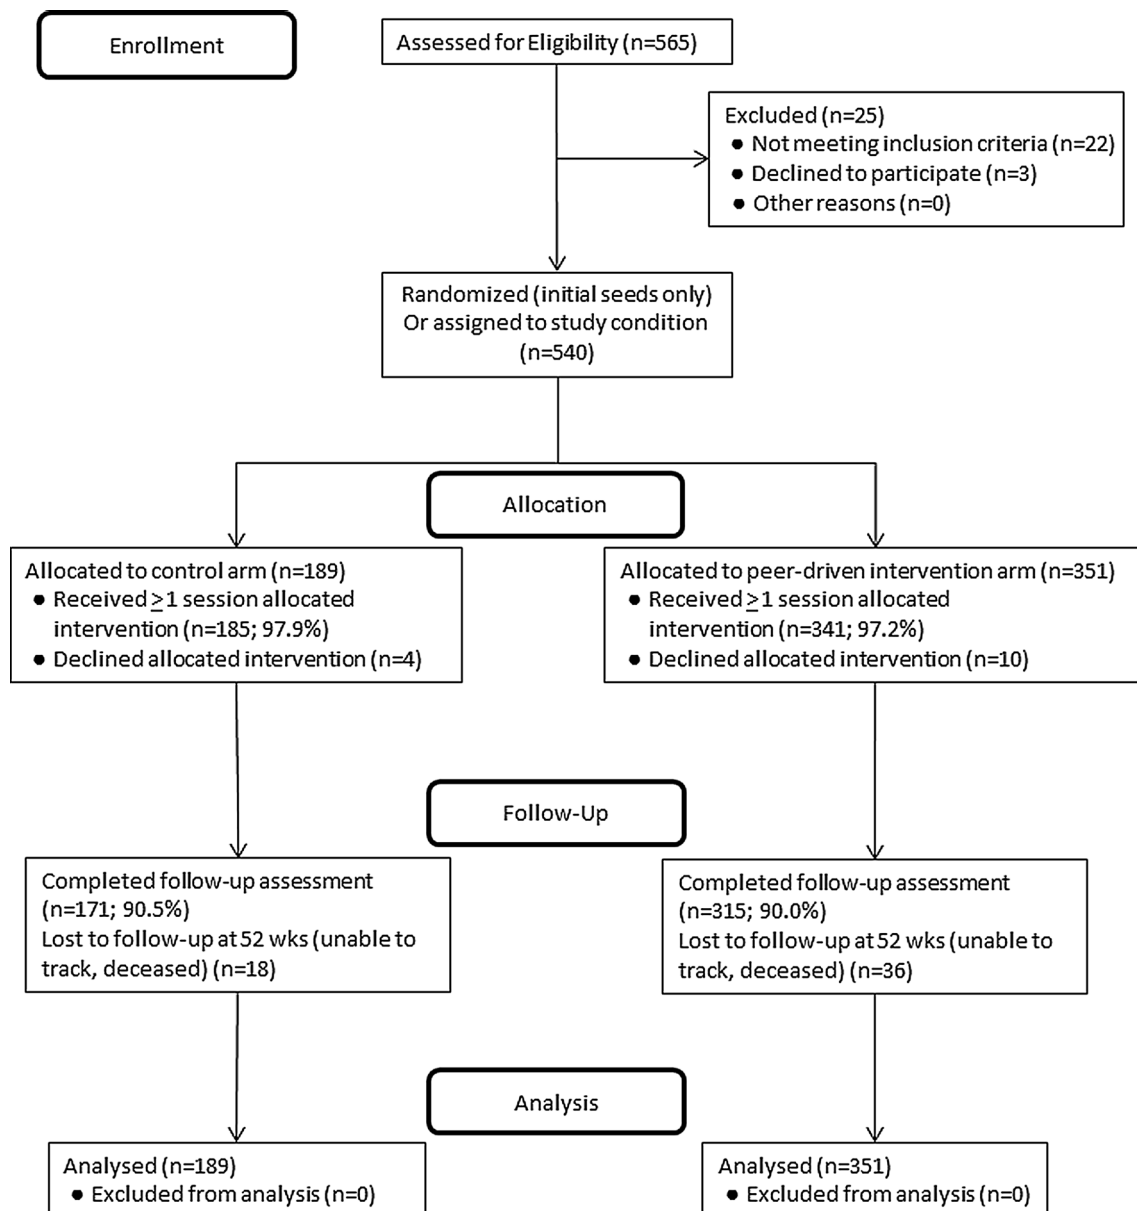 Enrollment
Assessed for Eligibility (n=565)
Excluded (n=25)
● Not meeting inclusion criteria (n=22)
● Declined to participate (n=3)
● Other reasons (n=0)
Randomized (initial seeds only)
Or assigned to study condition
(n=540)
Allocation
Allocated to control arm (n=189)
● Received ≥1 session allocated
intervention (n=185; 97.9%)
● Declined allocated intervention (n=4)
Allocated to peer-driven intervention arm (n=351)
● Received ≥1 session allocated
intervention (n=341; 97.2%)
● Declined allocated intervention (n=10)
Follow-Up
Completed follow-up assessment
(n=171; 90.5%)
Lost to follow-up at 52 wks (unable to
track, deceased) (n=18)
Completed follow-up assessment
(n=315; 90.0%)
Lost to follow-up at 52 wks (unable to
track, deceased) (n=36)
Analysis
Analysed (n=189)
● Excluded from analysis (n=0)
Analysed (n=351)
● Excluded from analysis (n=0)